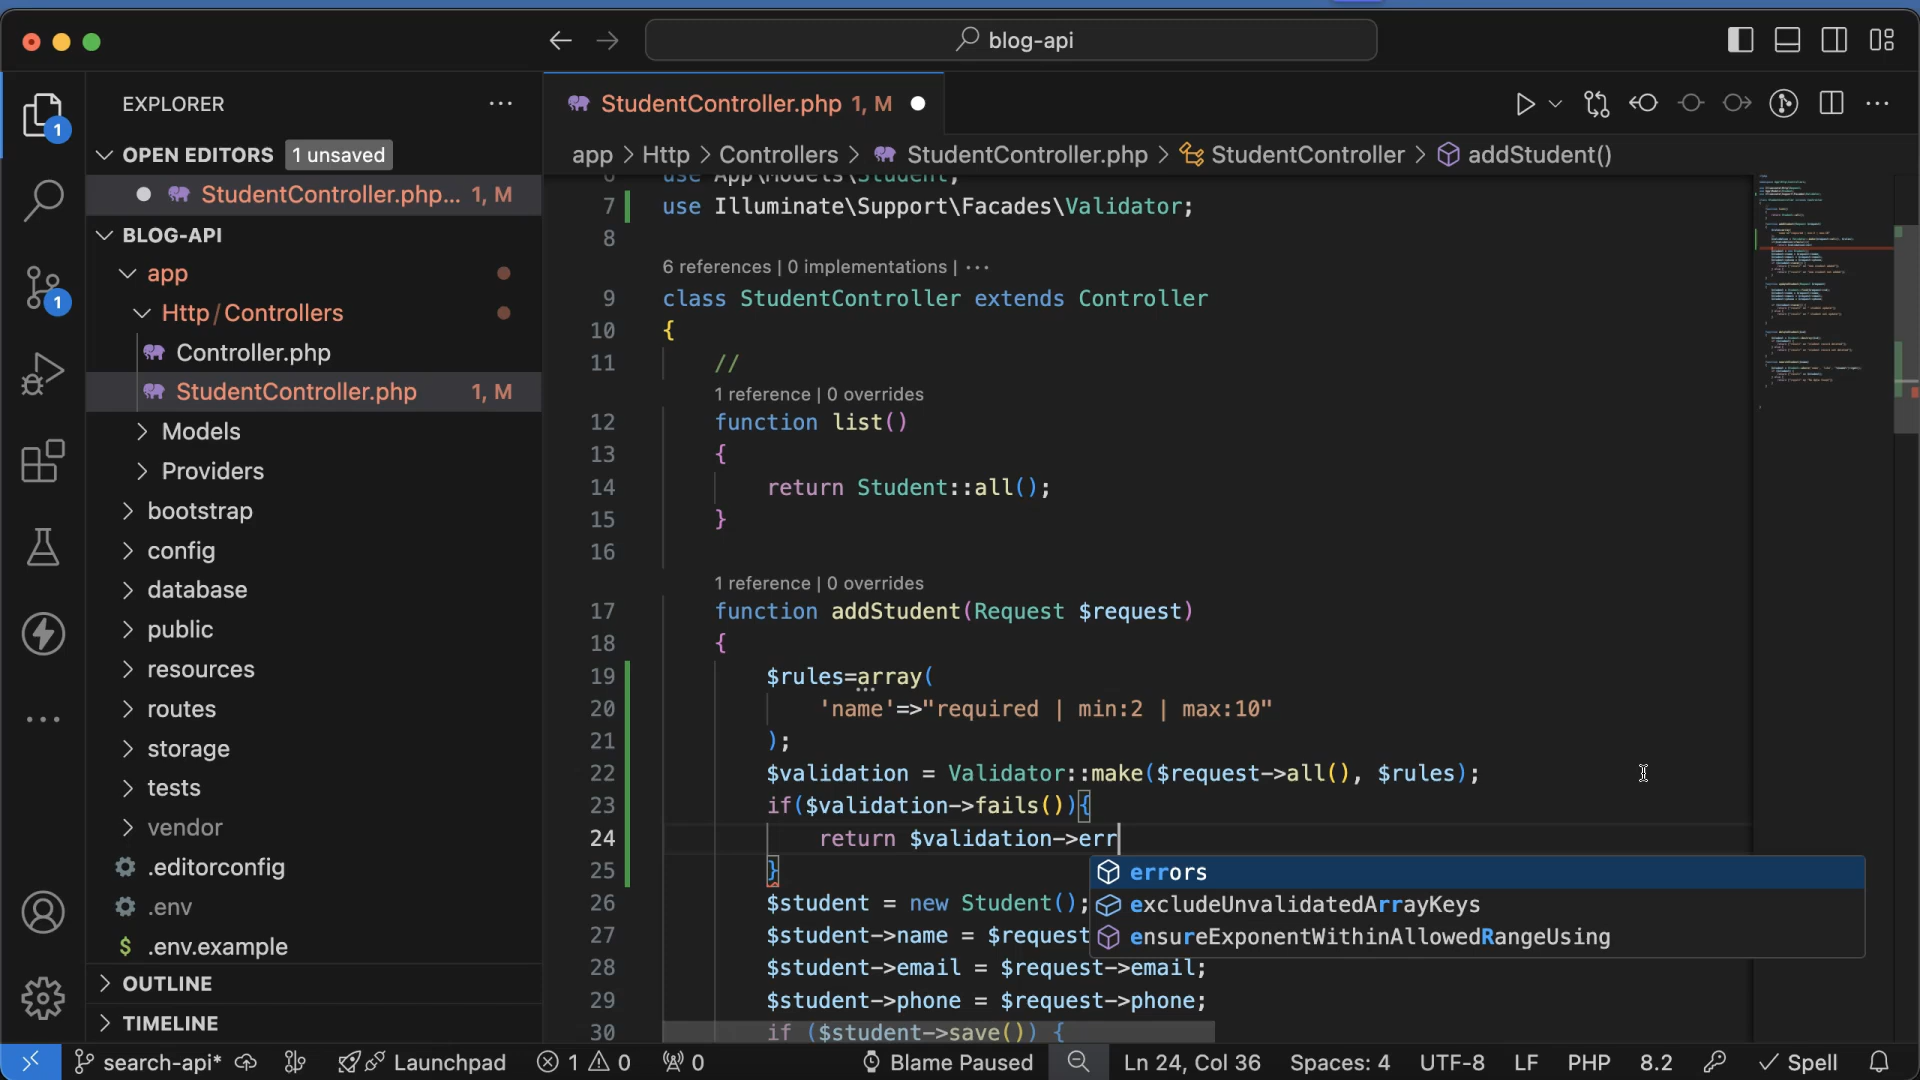 blog-api
EXPLORER
OPEN EDITORS 1 unsaved
StudentController.php... 1, M
BLOG-API
app
Http/Controllers
Controller.php
StudentController.php 1, M
Models
Providers
bootstrap
config
database
public
resources
routes
storage
tests
vendor
.editorconfig
.env
$ .env.example
OUTLINE
TIMELINE
1
1
StudentController.php 1, M
app > Http > Controllers > StudentController.php > StudentController > addStudent()
6 use App\Models\Student;
7 use Illuminate\Support\Facades\Validator;
8
6 references | 0 implementations | ···
9 class StudentController extends Controller
10 {
11 //
1 reference | 0 overrides
12 function list()
13 {
14 return Student::all();
15 }
16
1 reference | 0 overrides
17 function addStudent(Request $request)
18 {
19 $rules=array(
20 'name'=>"required | min:2 | max:10"
21 );
22 $validation = Validator::make($request->all(), $rules);
23 if($validation->fails()){
24 return $validation->err
25 }
26 $student = new Student();
27 $student->name = $request
28 $student->email = $request->email;
29 $student->phone = $request->phone;
30 if ($student->save()) {
errors
excludeUnvalidatedArrayKeys
ensureExponentWithinAllowedRangeUsing
search-api* Launchpad 1 0 0 Blame Paused Ln 24, Col 36 Spaces: 4 UTF-8 LF PHP 8.2 Spell